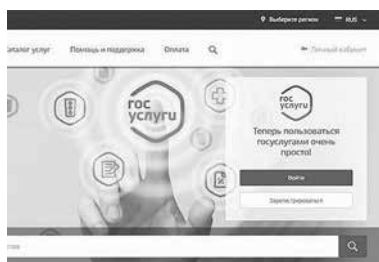 Выберите регион RUS
Каталог услуг Помощь и поддержка Оплата Личный кабинет
гос
услуги
гос
услуги
Теперь пользоваться
госуслугами очень
просто!
Войти
Зарегистрироваться